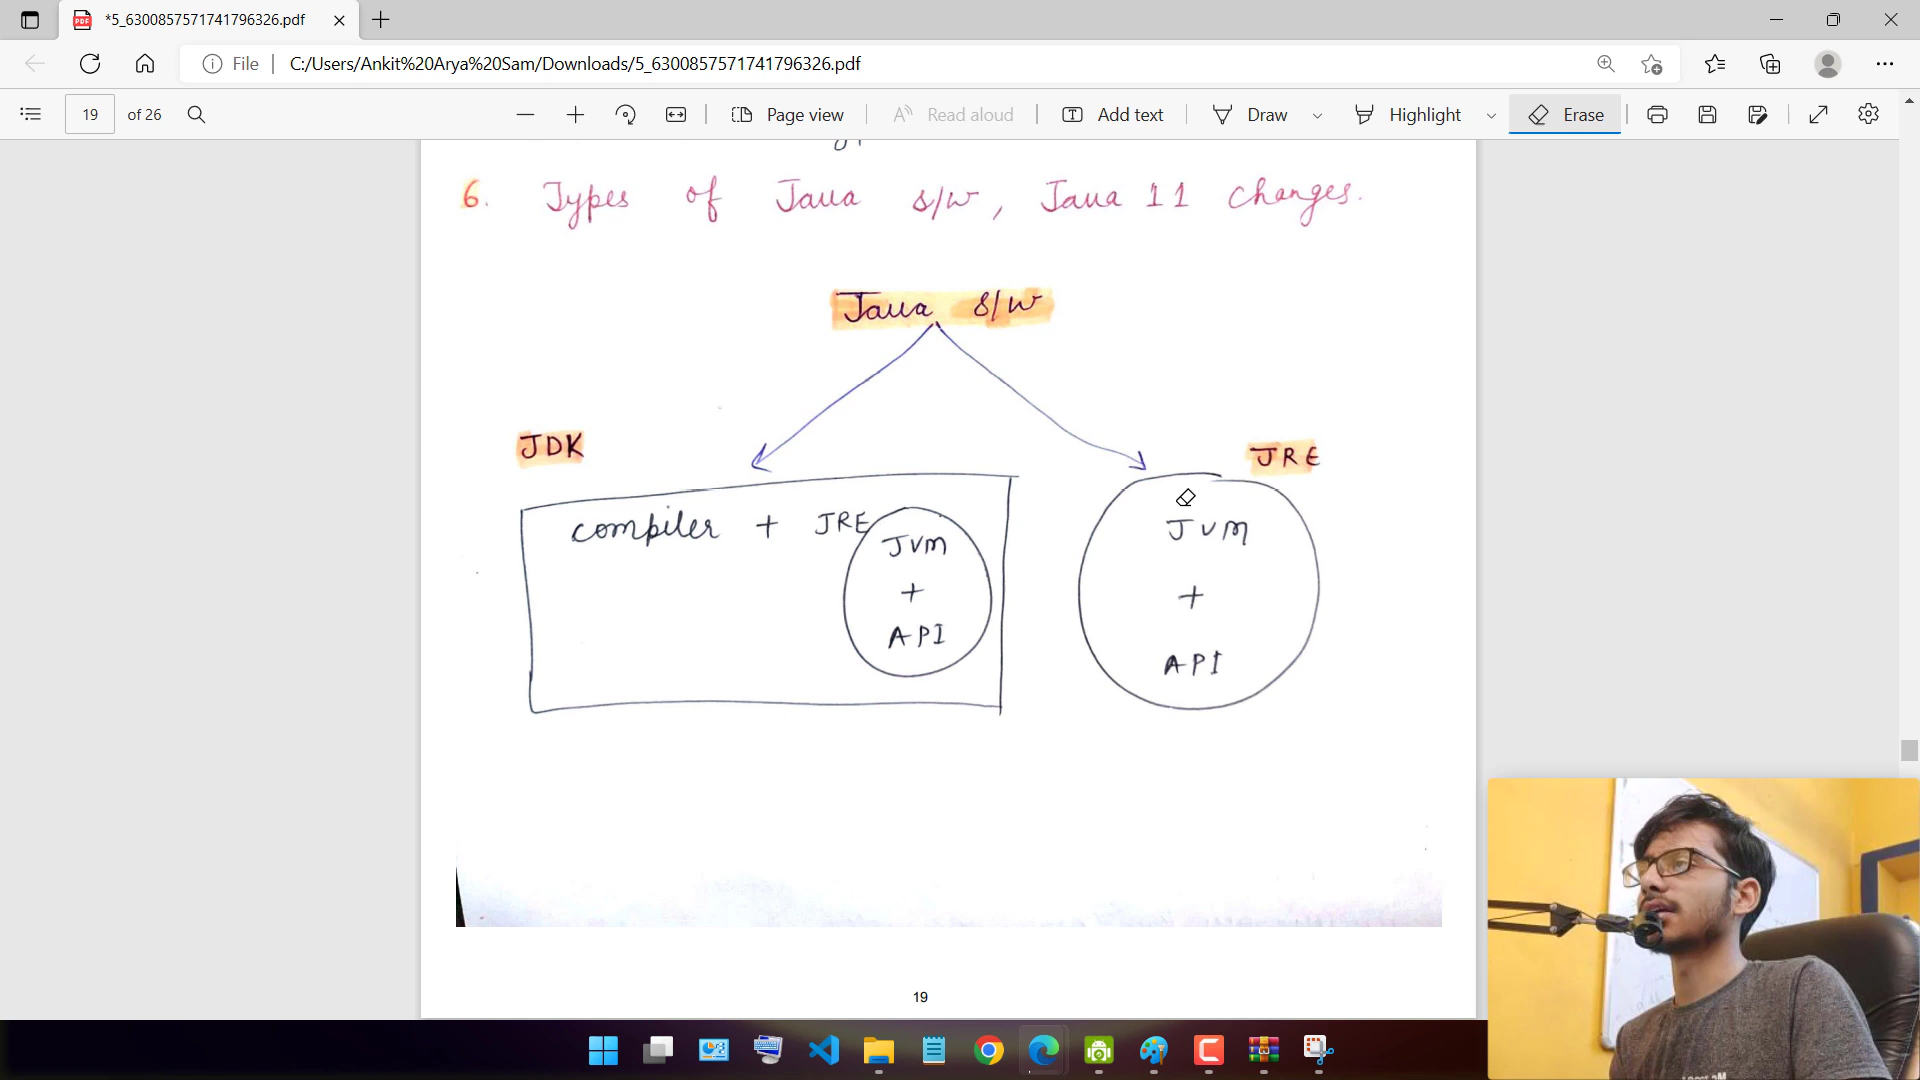 *5_6300857571741796326.pdf
File
C:/Users/Ankit%20Arya%20Sam/Downloads/5_6300857571741796326.pdf
19 of 26
Page view
Read aloud
Add text
Draw
Highlight
Erase
6. Types of Java S/W, Java 11 changes.
Java S/W
JDK
JRE
compiler + JRE
JVM
+
API
JVM
+
API
19